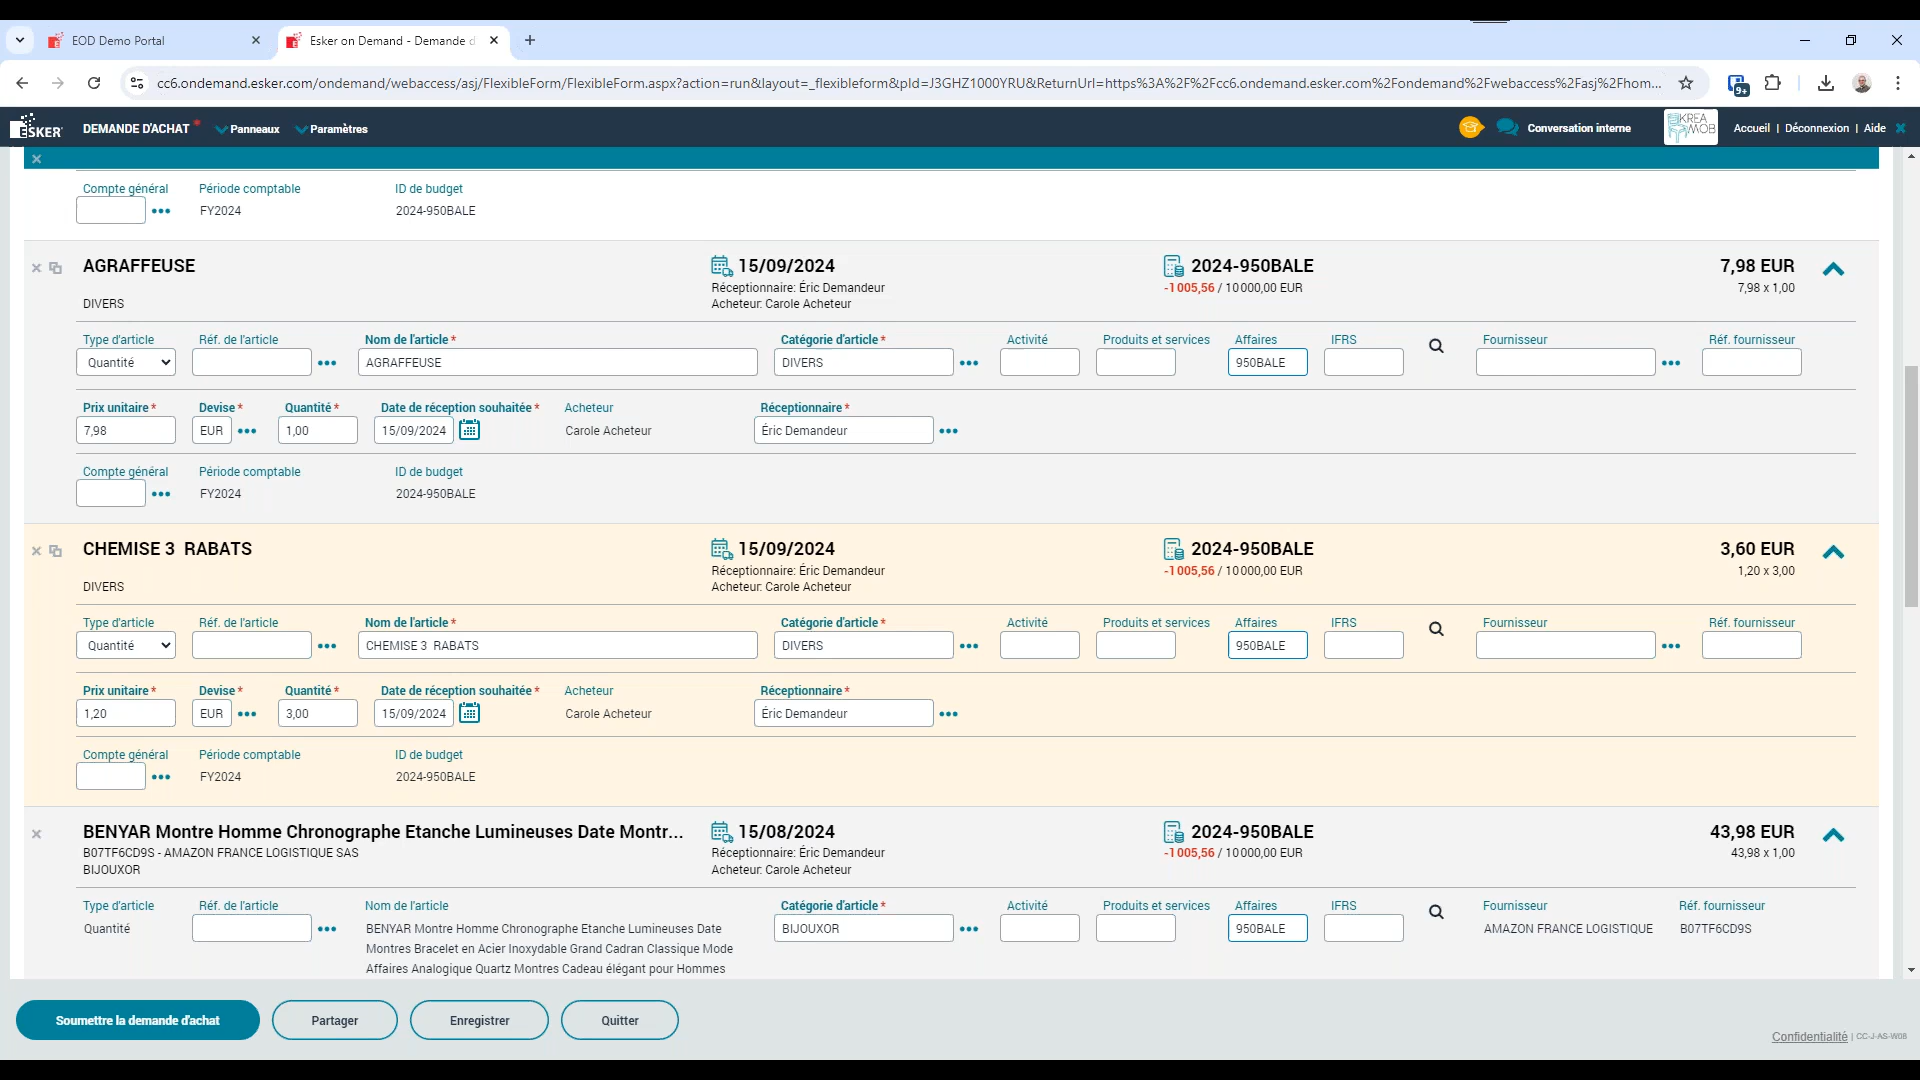 EOD Demo Portal
Esker on Demand - Demande d
cc6.ondemand.esker.com/ondemand/webaccess/asj/FlexibleForm/FlexibleForm.aspx?action=run&layout=_flexibleform&pId=J3GHZ1000YRU&ReturnUrl=https%3A%2F%2Fcc6.ondemand.esker.com%2Fondemand%2Fwebaccess%2Fasj%2Fhom...
9+
ESKER
DEMANDE D'ACHAT *
Panneaux
Paramètres
Conversation interne
KREA MOB
Accueil | Déconnexion | Aide
Compte général Période comptable ID de budget
FY2024 2024-950BALE
AGRAFFEUSE 15/09/2024 2024-950BALE 7,98 EUR
Réceptionnaire: Éric Demandeur -1 005,56 / 10 000,00 EUR 7,98 x 1,00
DIVERS Acheteur: Carole Acheteur
Type d'article Réf. de l'article Nom de l'article * Catégorie d'article * Activité Produits et services Affaires IFRS Fournisseur Réf. fournisseur
Quantité AGRAFFEUSE DIVERS 950BALE
Prix unitaire * Devise * Quantité * Date de réception souhaitée * Acheteur Réceptionnaire *
7,98 EUR 1,00 15/09/2024 Carole Acheteur Éric Demandeur
Compte général Période comptable ID de budget
FY2024 2024-950BALE
CHEMISE 3  RABATS 15/09/2024 2024-950BALE 3,60 EUR
Réceptionnaire: Éric Demandeur -1 005,56 / 10 000,00 EUR 1,20 x 3,00
DIVERS Acheteur: Carole Acheteur
Type d'article Réf. de l'article Nom de l'article * Catégorie d'article * Activité Produits et services Affaires IFRS Fournisseur Réf. fournisseur
Quantité CHEMISE 3  RABATS DIVERS 950BALE
Prix unitaire * Devise * Quantité * Date de réception souhaitée * Acheteur Réceptionnaire *
1,20 EUR 3,00 15/09/2024 Carole Acheteur Éric Demandeur
Compte général Période comptable ID de budget
FY2024 2024-950BALE
BENYAR Montre Homme Chronographe Etanche Lumineuses Date Montr... 15/08/2024 2024-950BALE 43,98 EUR
B07TF6CD9S - AMAZON FRANCE LOGISTIQUE SAS Réceptionnaire: Éric Demandeur -1 005,56 / 10 000,00 EUR 43,98 x 1,00
BIJOUXOR Acheteur: Carole Acheteur
Type d'article Réf. de l'article Nom de l'article Catégorie d'article * Activité Produits et services Affaires IFRS Fournisseur Réf. fournisseur
Quantité BENYAR Montre Homme Chronographe Etanche Lumineuses Date BIJOUXOR 950BALE AMAZON FRANCE LOGISTIQUE B07TF6CD9S
Montres Bracelet en Acier Inoxydable Grand Cadran Classique Mode
Affaires Analogique Quartz Montres Cadeau élégant pour Hommes
Soumettre la demande d'achat Partager Enregistrer Quitter
Confidentialité | CC-J-AS-W08